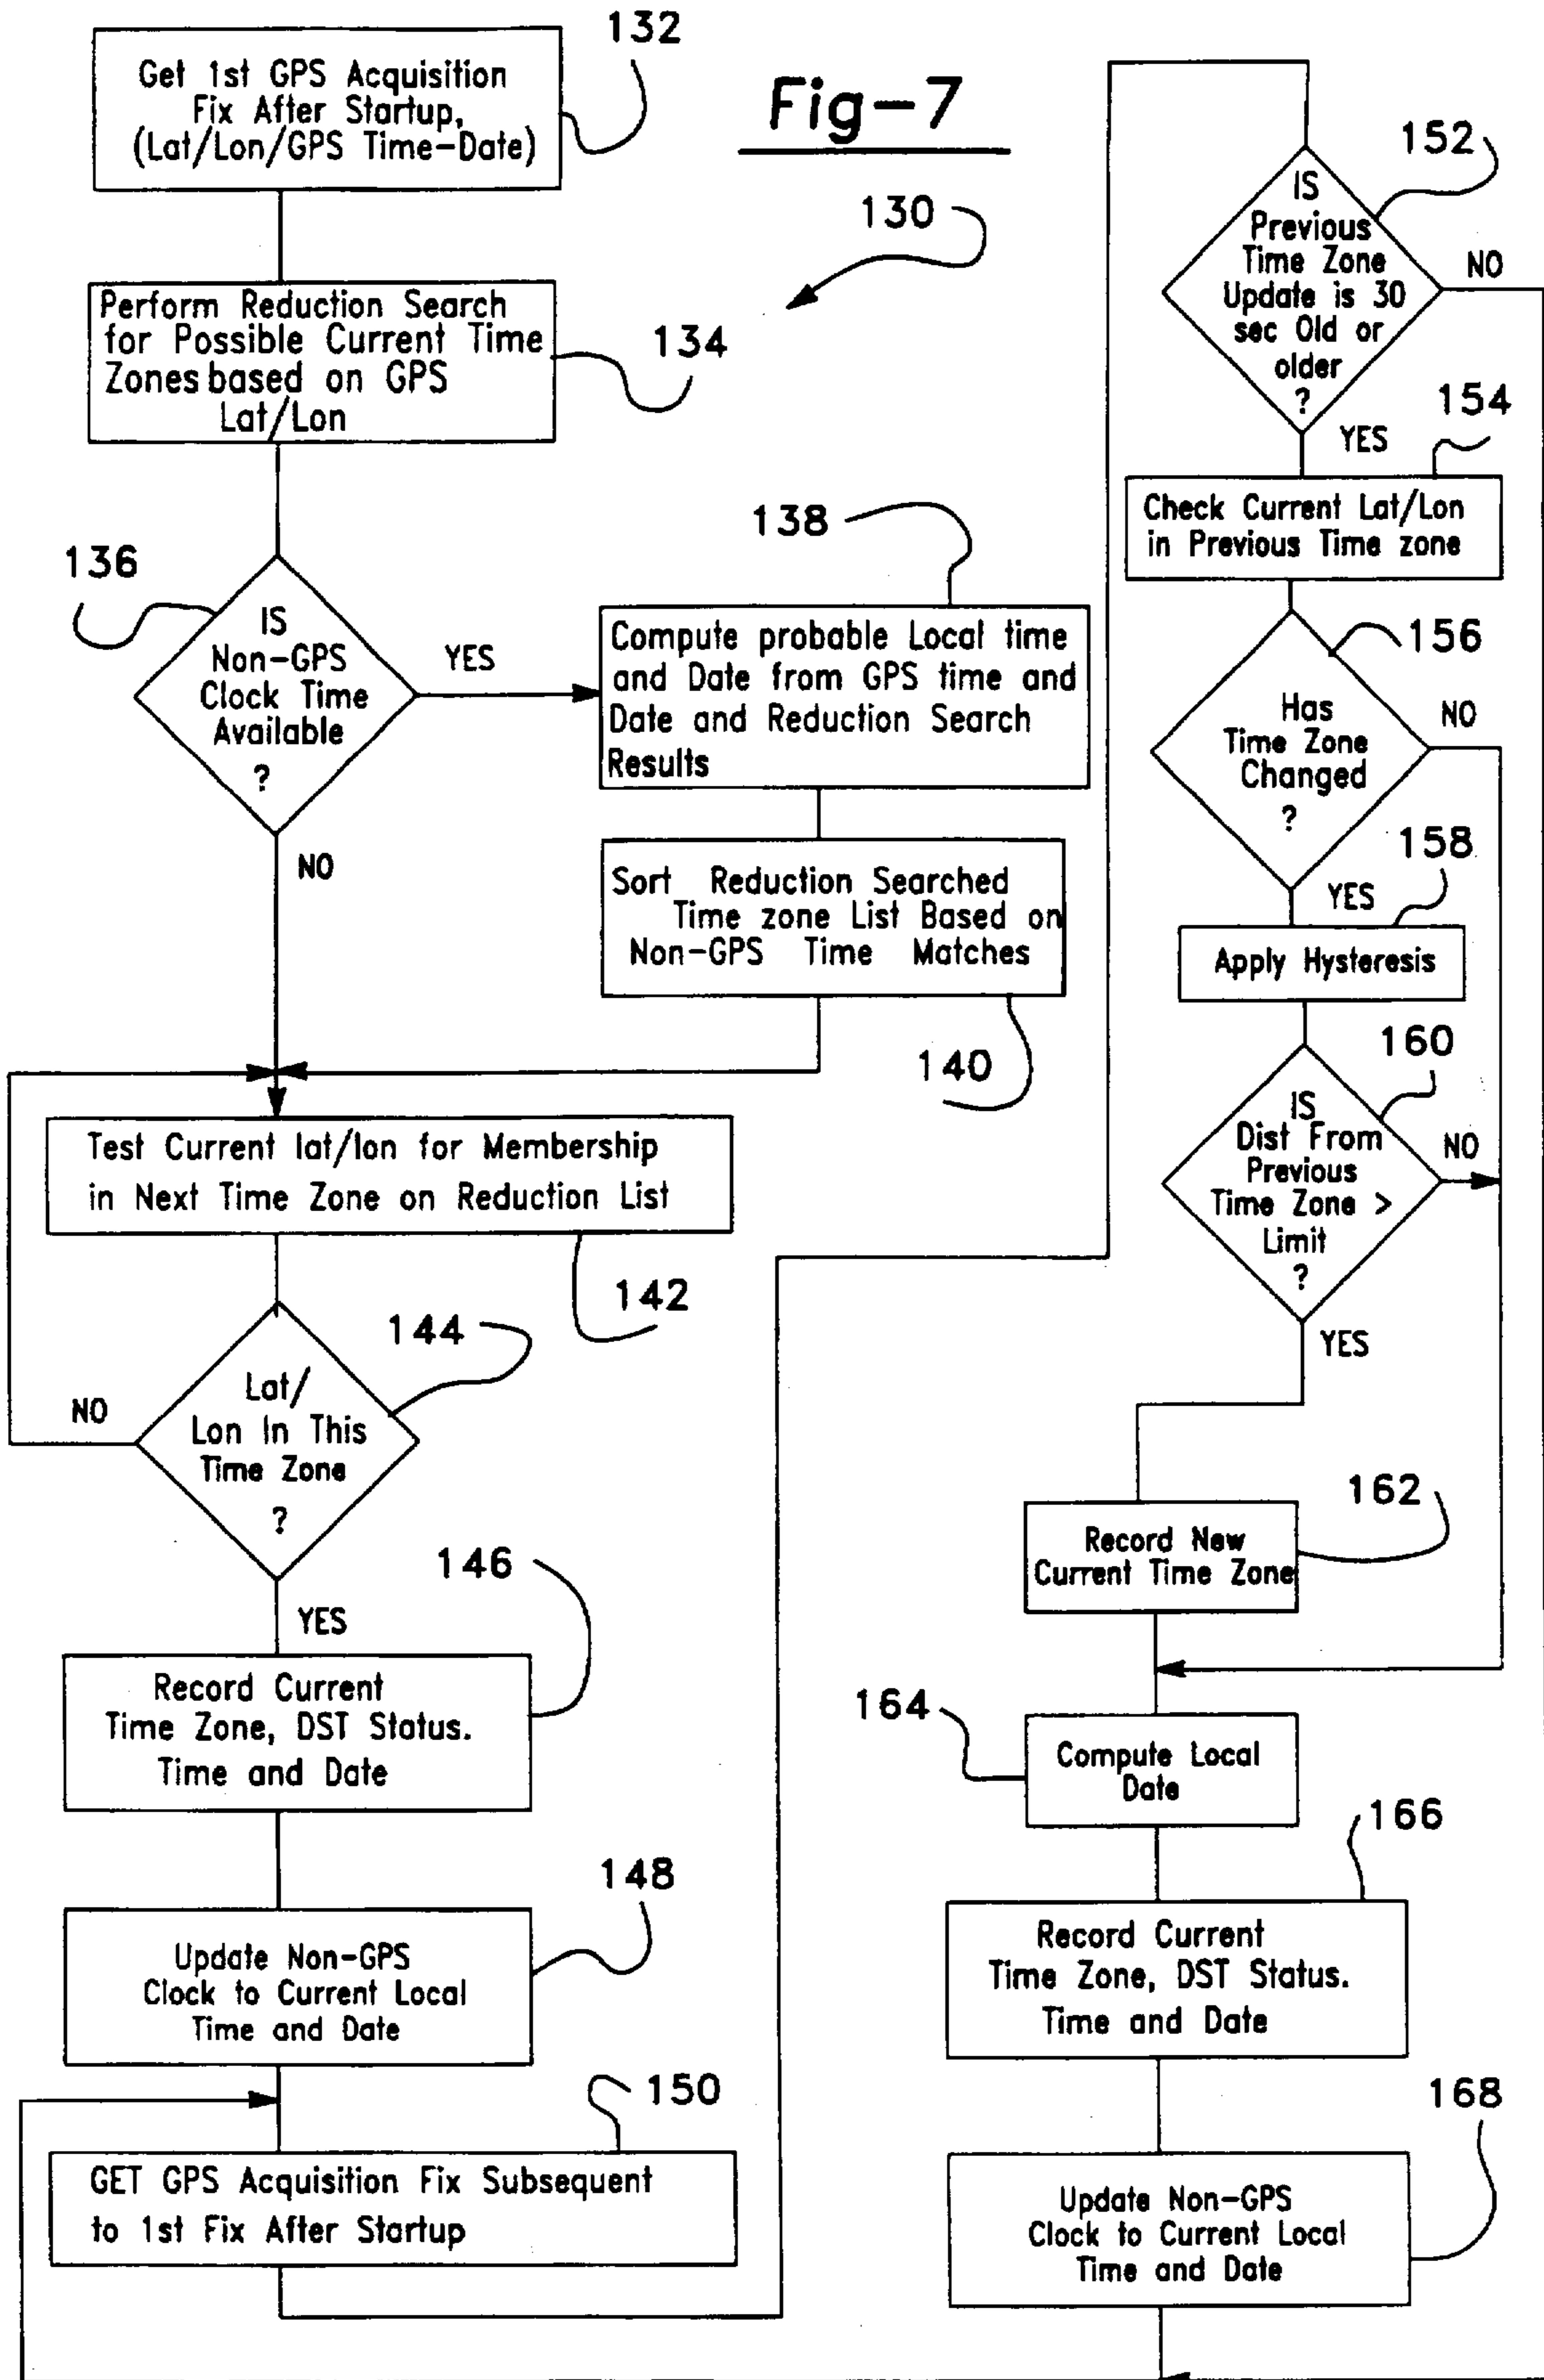 132
Get 1st GPS Acquisition
Fix After Startup,
(Lat/Lon/GPS Time-Date)
Fig-7
130
Perform Reduction Search
for Possible Current Time
Zones based on GPS
Lat/Lon
134
136
IS
Non-GPS
Clock Time
Available
?
YES
NO
138
Compute probable Local time
and Date from GPS time and
Date and Reduction Search
Results
Sort Reduction Searched
Time zone List Based on
Non-GPS Time Matches
140
Test Current lat/lon for Membership
in Next Time Zone on Reduction List
142
144
Lat/
Lon In This
Time Zone
?
NO
YES
146
Record Current
Time Zone, DST Status.
Time and Date
148
Update Non-GPS
Clock to Current Local
Time and Date
150
GET GPS Acquisition Fix Subsequent
to 1st Fix After Startup
152
IS
Previous
Time Zone
Update is 30
sec Old or
older
?
NO
YES
154
Check Current Lat/Lon
in Previous Time zone
156
Has
Time Zone
Changed
?
NO
YES
158
Apply Hysteresis
160
IS
Dist From
Previous
Time Zone >
Limit
?
NO
YES
162
Record New
Current Time Zone
164
Compute Local
Date
166
Record Current
Time Zone, DST Status.
Time and Date
168
Update Non-GPS
Clock to Current Local
Time and Date